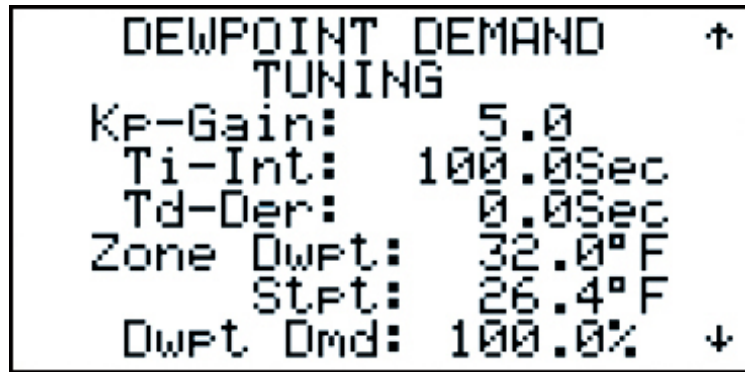 DEWPOINT DEMAND ↑
TUNING
Kp-Gain: 5.0
Ti-Int: 100.0Sec
Td-Der: 0.0Sec
Zone Dwpt: 32.0°F
Stpt: 26.4°F
Dwpt Dmd: 100.0% ↓